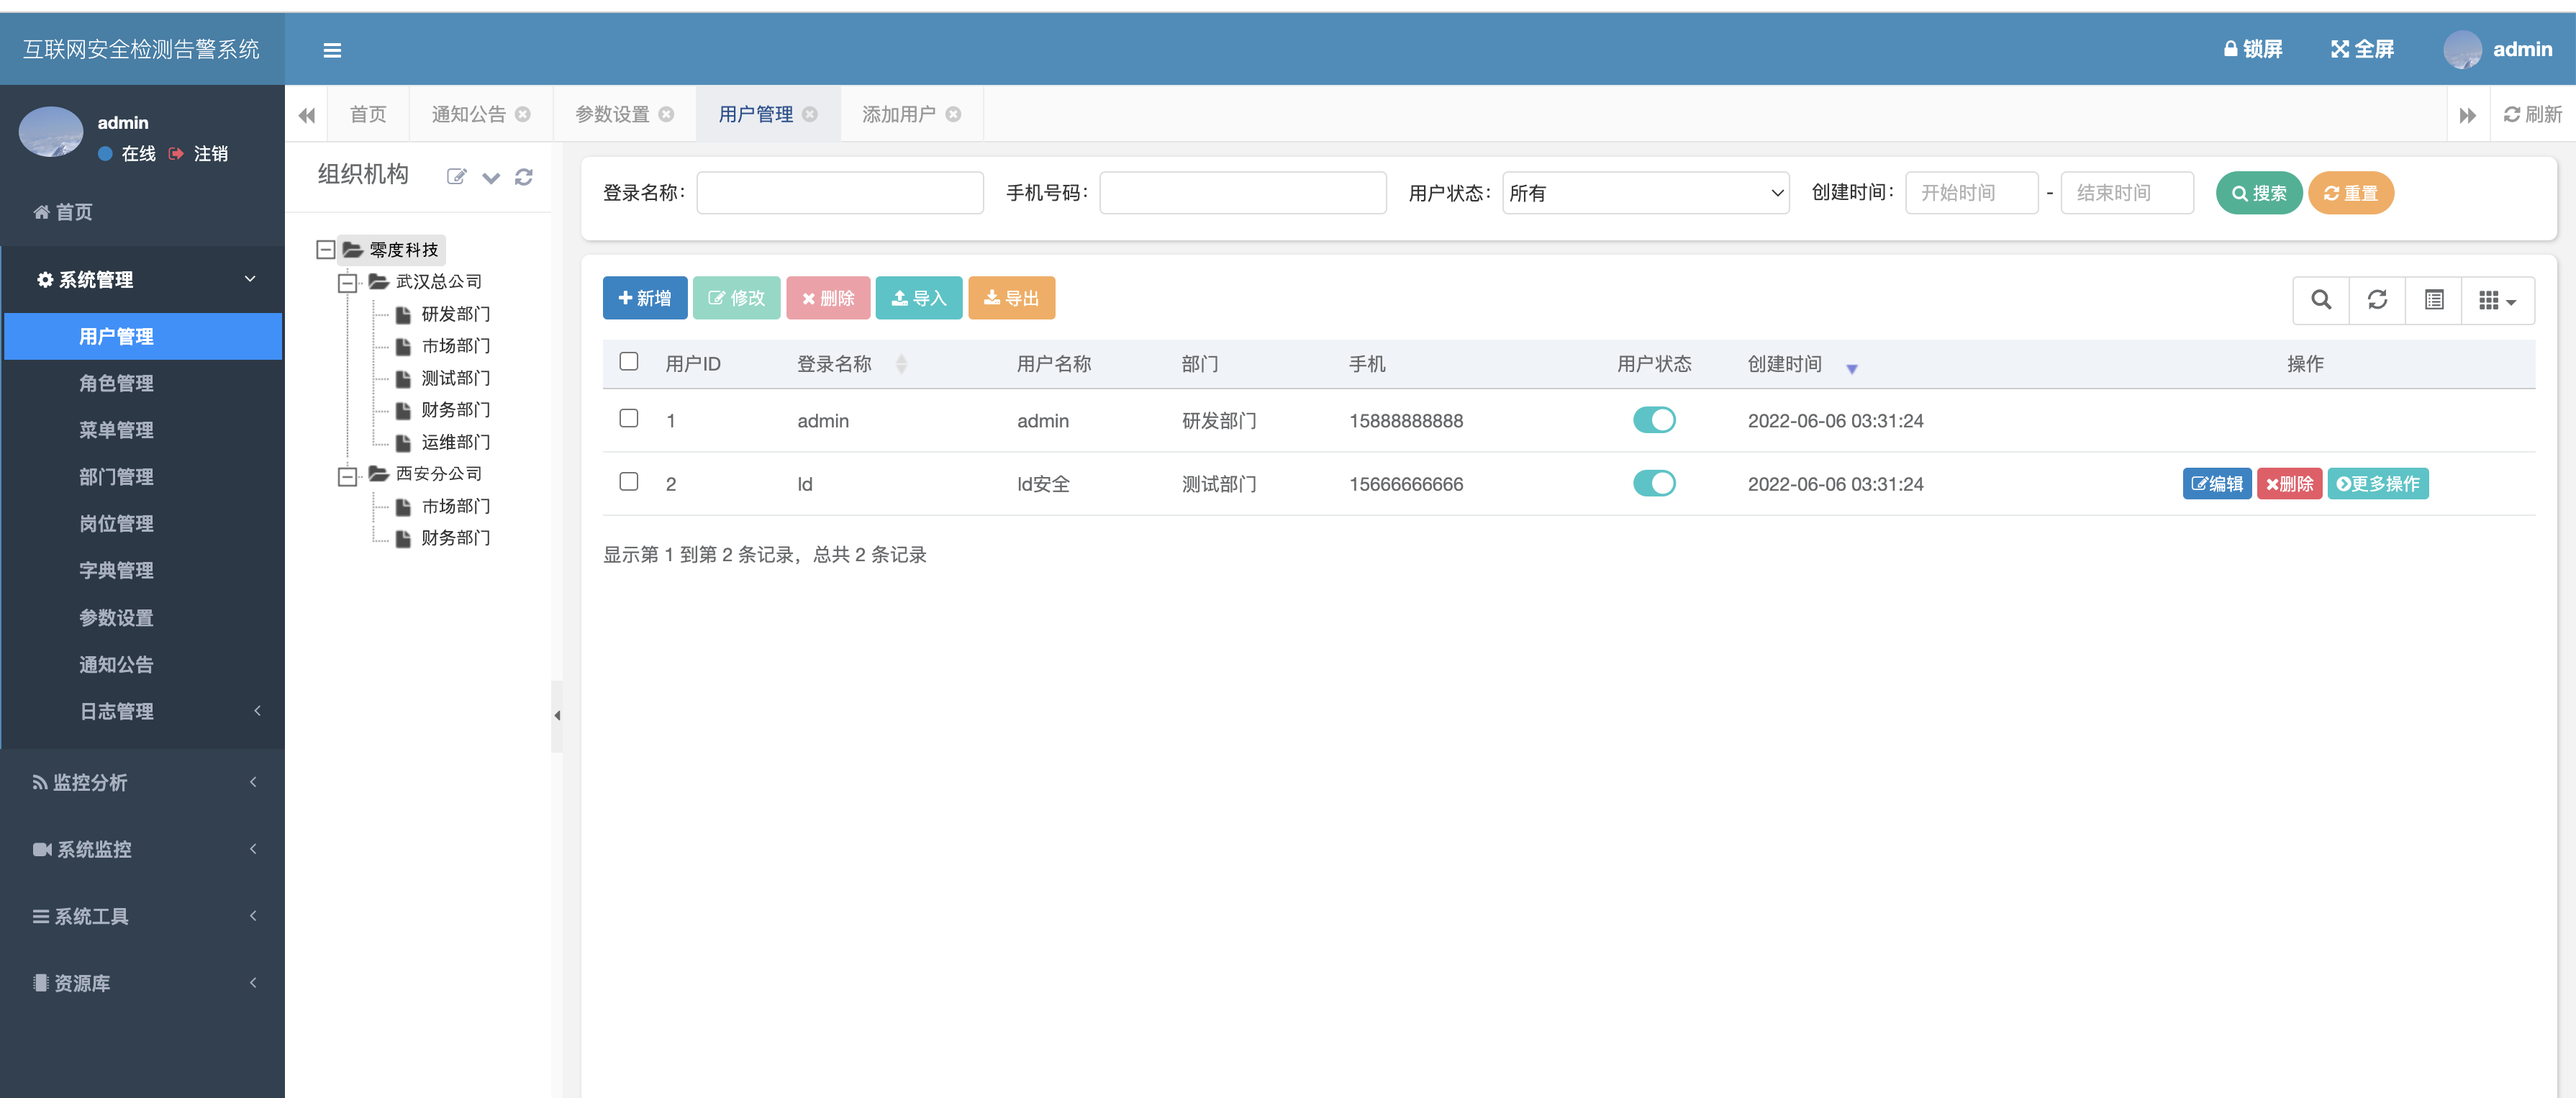 互联网安全检测告警系统
锁屏 全屏 admin
admin
在线 注销
首页
系统管理
用户管理
角色管理
菜单管理
部门管理
岗位管理
字典管理
参数设置
通知公告
日志管理
监控分析
系统监控
系统工具
资源库
首页 通知公告 参数设置 用户管理 添加用户 刷新
组织机构
零度科技
武汉总公司
研发部门
市场部门
测试部门
财务部门
运维部门
西安分公司
市场部门
财务部门
登录名称： 手机号码： 用户状态： 所有 创建时间： 开始时间 - 结束时间 搜索 重置
新增 修改 删除 导入 导出
用户ID 登录名称 用户名称 部门 手机 用户状态 创建时间 操作
1 admin admin 研发部门 15888888888 2022-06-06 03:31:24
2 ld ld安全 测试部门 15666666666 2022-06-06 03:31:24 编辑 删除 更多操作
显示第 1 到第 2 条记录，总共 2 条记录